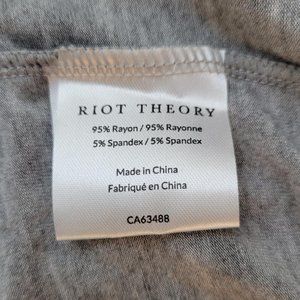 RIOT THEORY
95% Rayon / 95% Rayonne
5% Spandex / 5% Spandex
Made in China
Fabriqué en China
CA63488